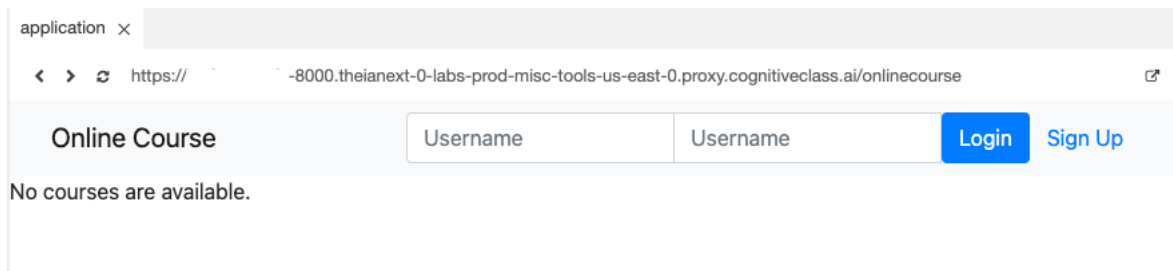 application ×
https:// -8000.theianext-0-labs-prod-misc-tools-us-east-0.proxy.cognitiveclass.ai/onlinecourse
Online Course Username Username Login Sign Up
No courses are available.